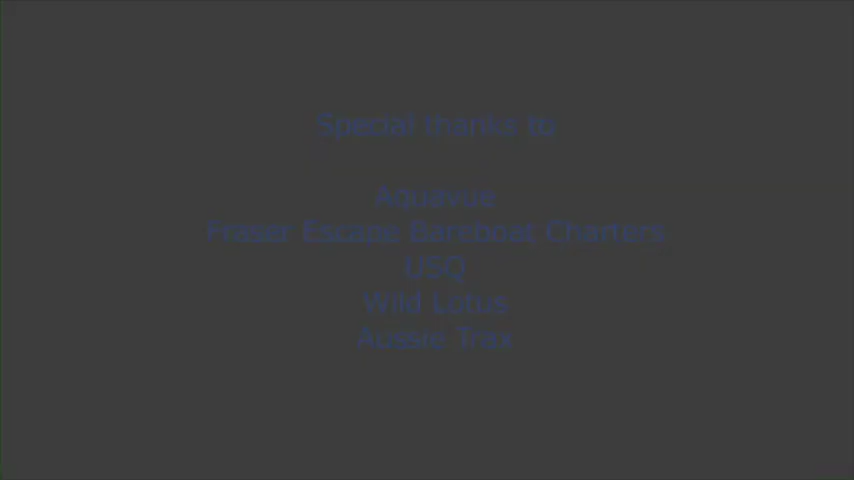 Special thanks to
Aquavue
Fraser Escape Bareboat Charters
USQ
Wild Lotus
Aussie Trax